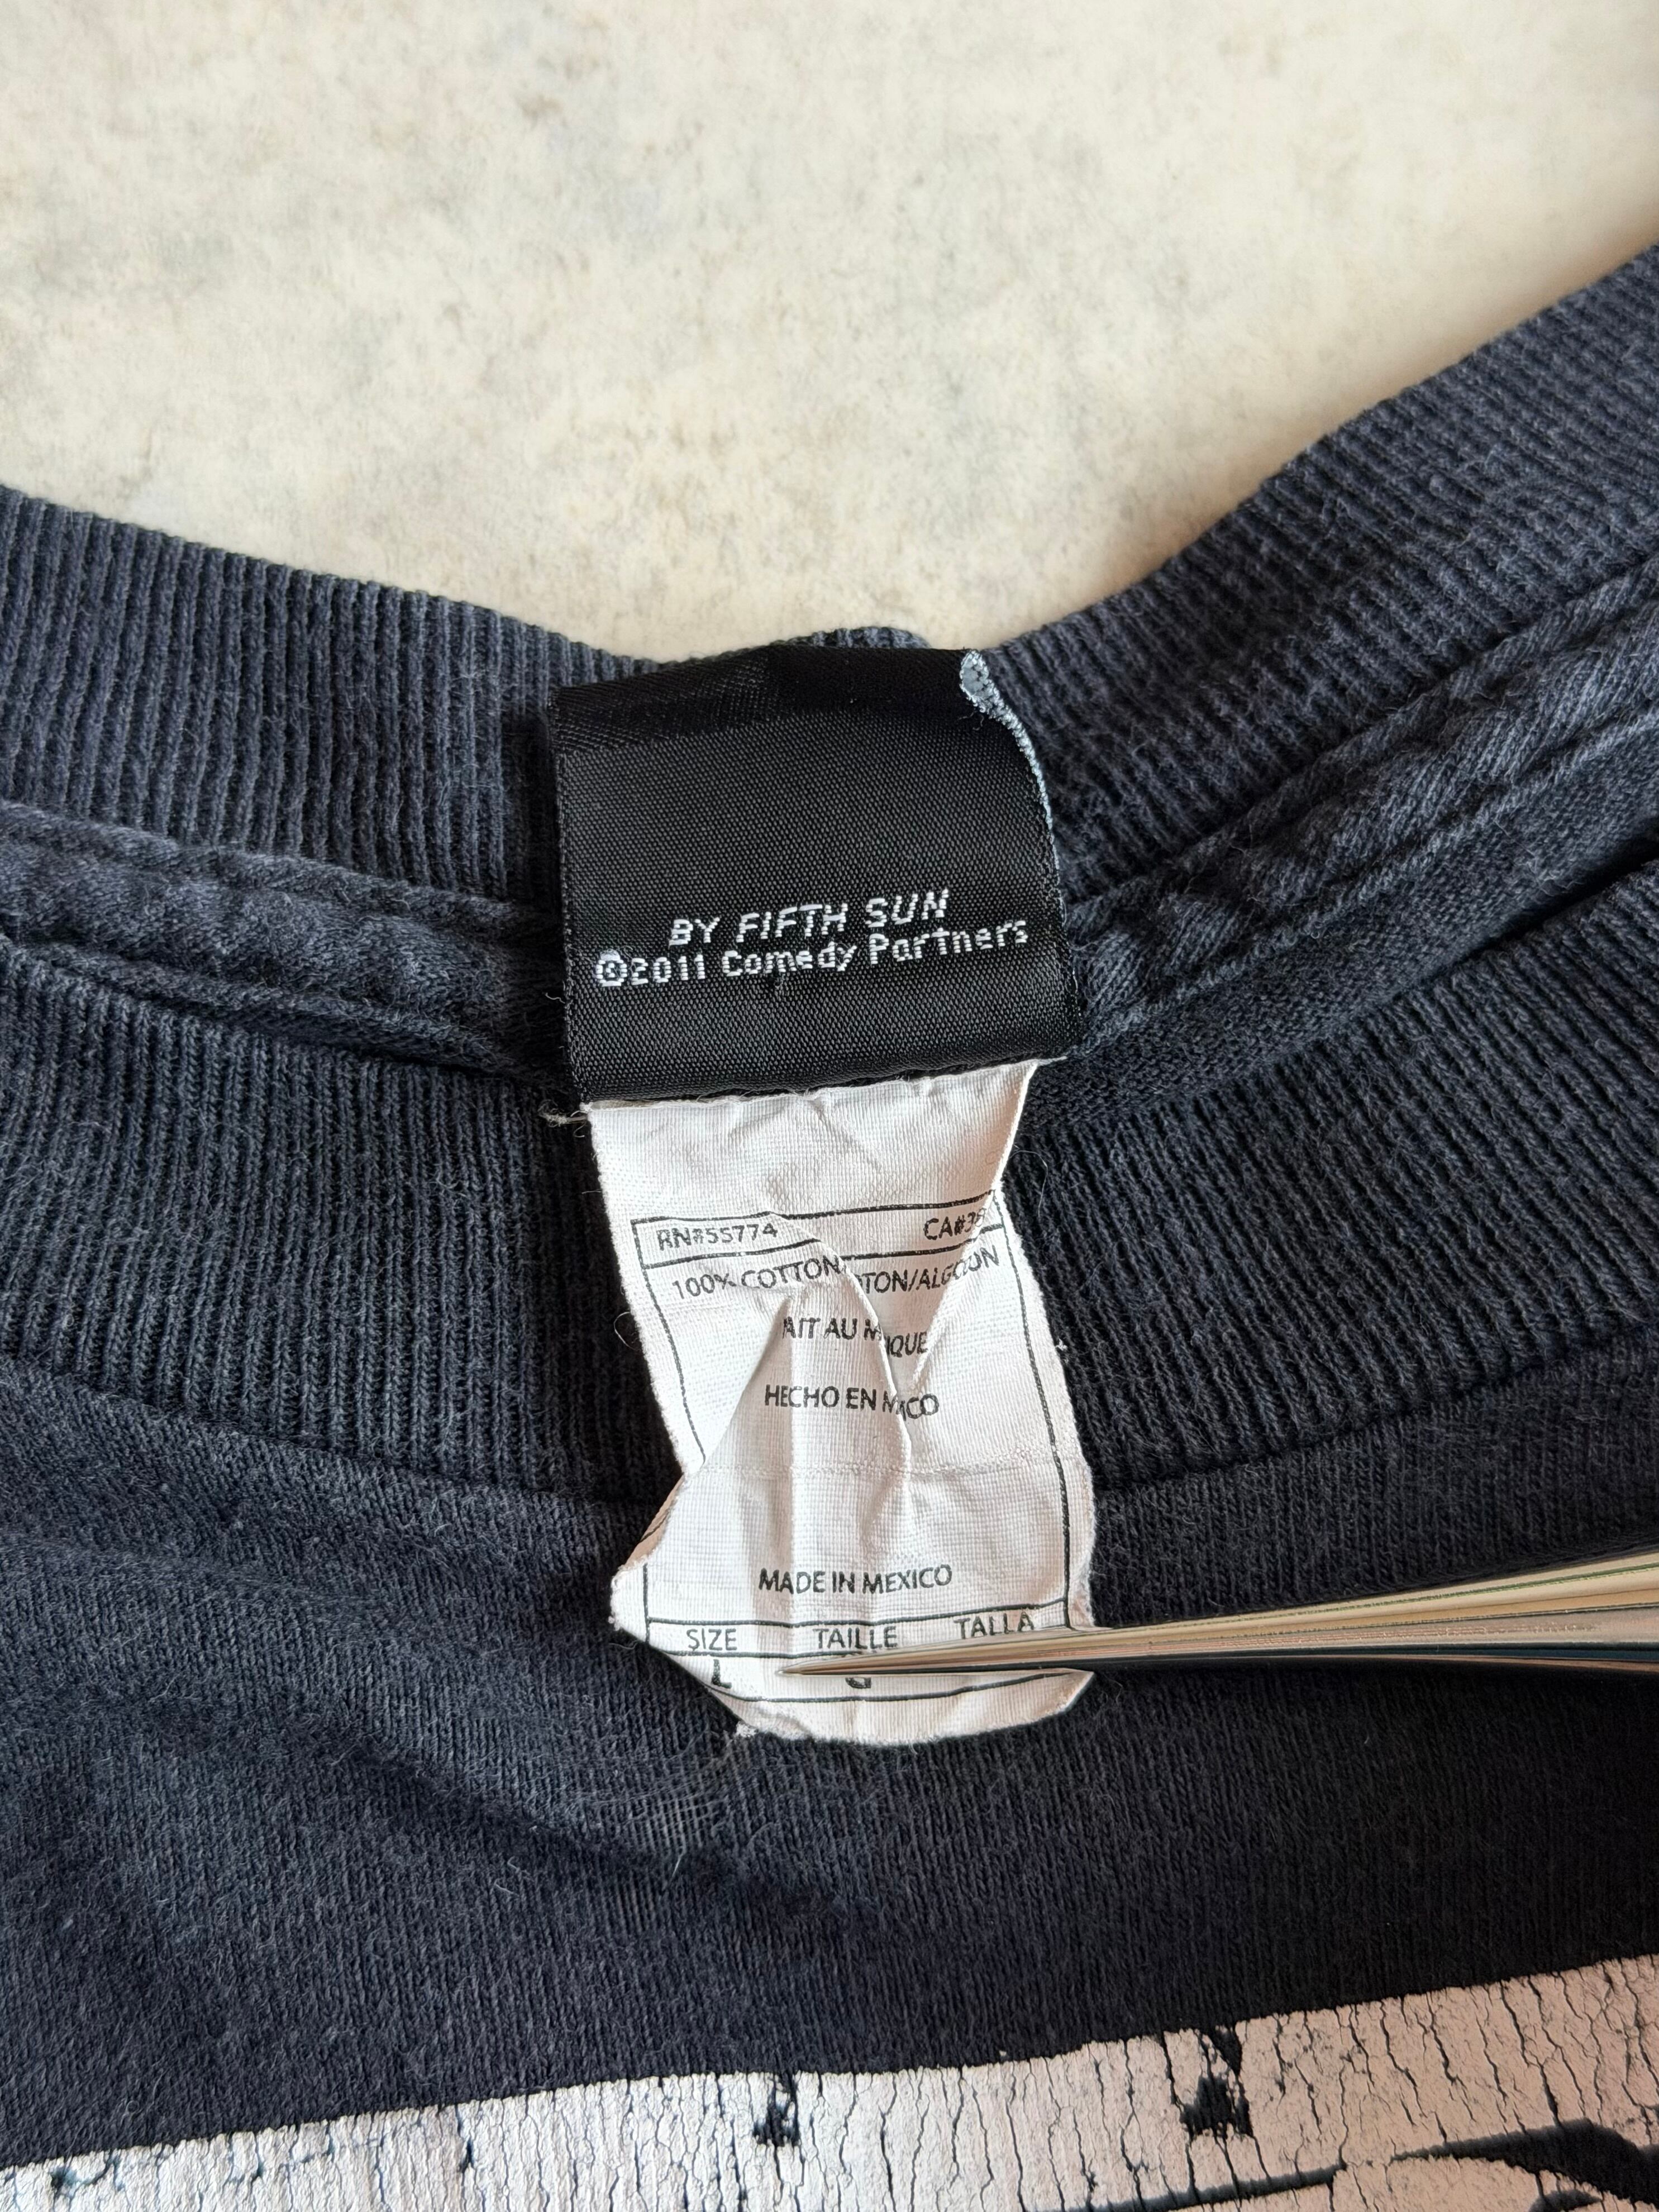 BY FIFTH SUN
©2011 Comedy Partners
RN#55774
100% COTTON
HECHO EN
MADE IN MEXICO
SIZE TAILLE TALLA
L G